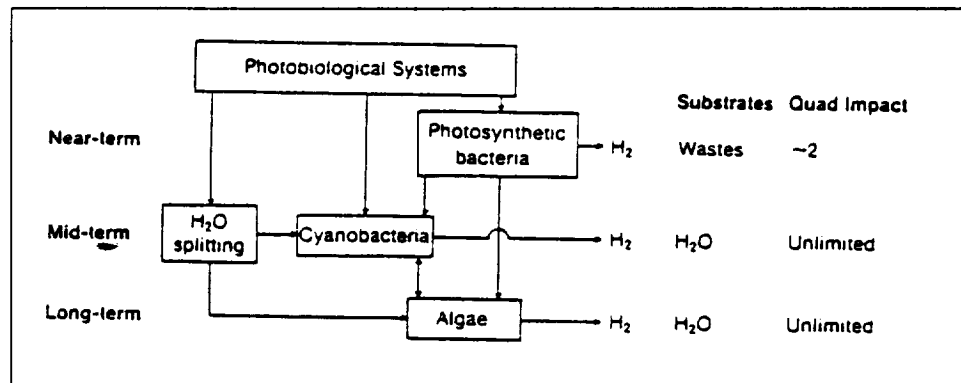 Photobiological Systems
Substrates Quad Impact
Near-term
Photosynthetic
bacteria
H₂ Wastes ~2
Mid-term
H₂O
splitting
Cyanobacteria
H₂ H₂O Unlimited
Long-term
Algae
H₂ H₂O Unlimited